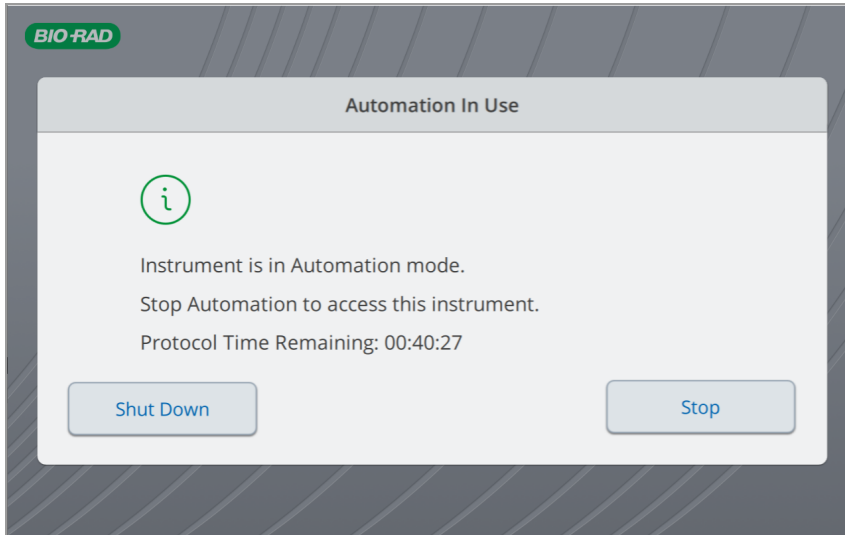 BIO-RAD
Automation In Use
i
Instrument is in Automation mode.
Stop Automation to access this instrument.
Protocol Time Remaining: 00:40:27
Shut Down
Stop